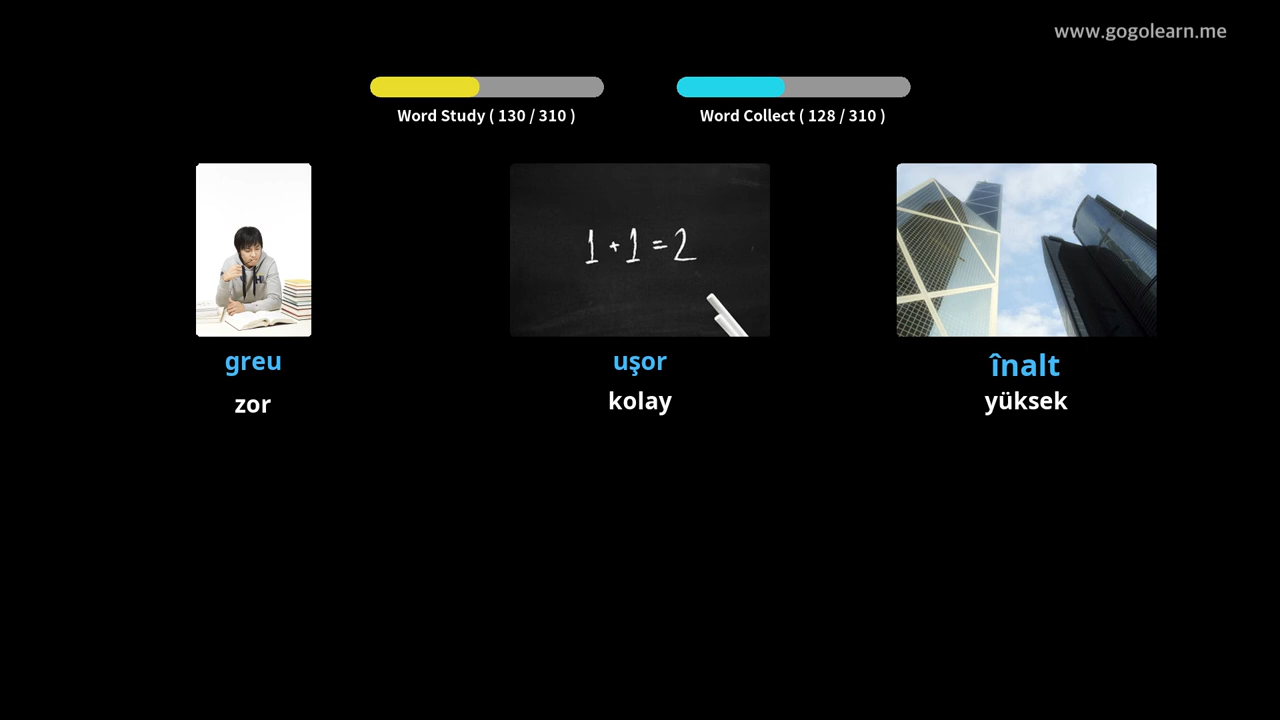 www.gogolearn.me
Word Study ( 130 / 310 )
Word Collect ( 128 / 310 )
1 + 1 = 2
greu
uşor
înalt
zor
kolay
yüksek